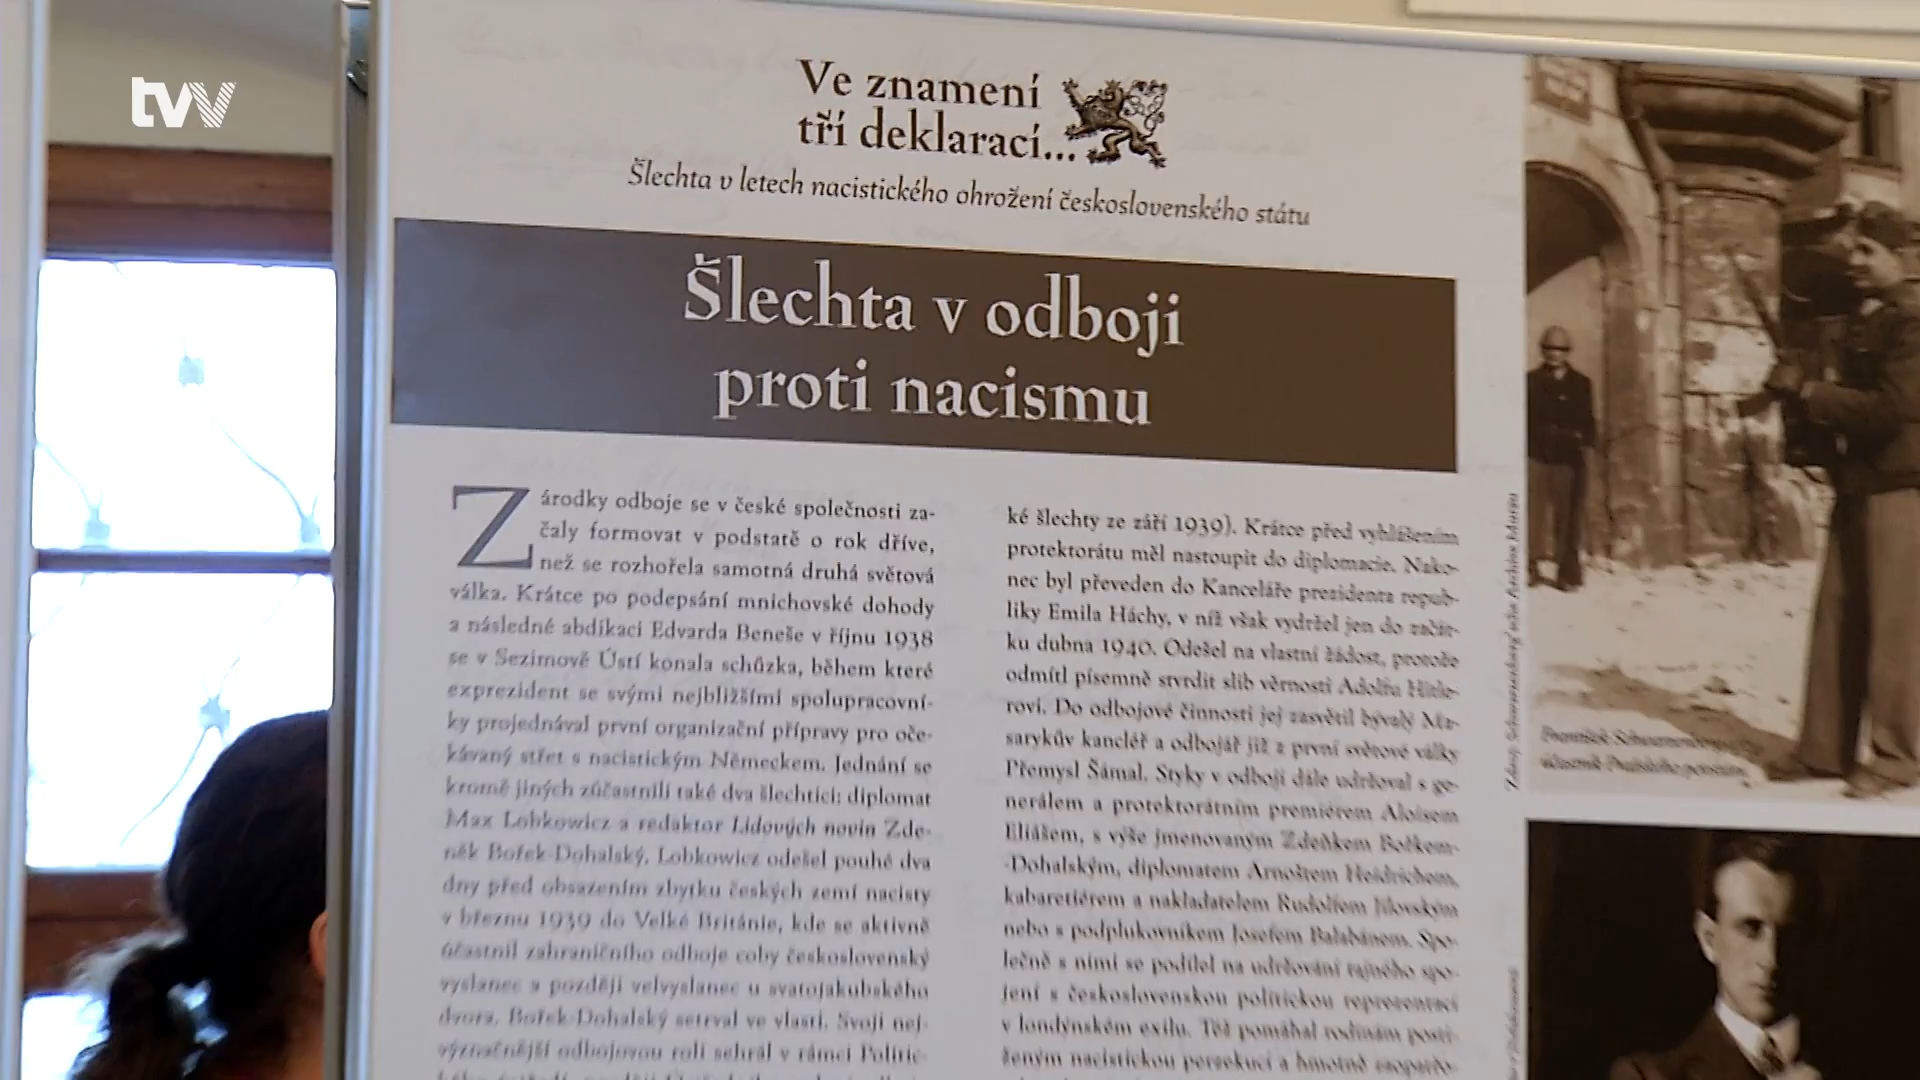 tvv
Ve znamení
tří deklarací...
Šlechta v letech nacistického ohrožení československého státu
Šlechta v odboji
proti nacismu
Zárodky odboje se v české společnosti za-
čaly formovat v podstatě o rok dříve,
než se rozhořela samotná druhá světová
válka. Krátce po podepsání mnichovské dohody
a následné abdikaci Edvarda Beneše v říjnu 1938
se v Sezimově Ústí konala schůzka, během které
exprezident se svými nejbližšími spolupracovní-
ky projednával první organizační přípravy pro oče-
kávaný střet s nacistickým Německem. Jednání se
kromě jiných zúčastnili také dva šlechtici: diplomat
Max Lobkowicz a redaktor Lidových novin Zde-
něk Bořek-Dohalský. Lobkowicz odešel pouhé dva
dny před obsazením zbytku českých zemí nacisty
v březnu 1939 do Velké Británie, kde se aktivně
účastnil zahraničního odboje coby československý
vyslanec a později velvyslanec u svatojakubského
dvora. Bořek-Dohalský setrval ve vlasti. Svoji nej-
význačnější odbojovou roli sehrál v rámci Politic-
ké šlechty ze září 1939). Krátce před vyhlášením
protektorátu měl nastoupit do diplomacie. Nako-
nec byl převeden do Kanceláře prezidenta repub-
liky Emila Háchy, v níž však vydržel jen do začát-
ku dubna 1940. Odešel na vlastní žádost, protože
odmítl písemně stvrdit slib věrnosti Adolfu Hitle-
rovi. Do odbojové činnosti jej zasvětil bývalý Ma-
sarykův kancléř a odbojář již z první světové války
Přemysl Šámal. Styky v odboji dále udržoval s ge-
nerálem a protektorátním premiérem Aloisem
Eliášem, s výše jmenovaným Zdeňkem Bořkem-
-Dohalským, diplomatem Arnoštem Heidrichem,
kabaretiérem a nakladatelem Rudolfem Jílovským
nebo s podplukovníkem Josefem Balabánem. Spo-
lečně s nimi se podílel na udržování tajného spo-
jení s československou politickou reprezentací
v londýnském exilu. Též pomáhal rodinám posti-
ženým nacistickou persekucí a hmotně
František Schwarzenberg
účastník Pražského povstání